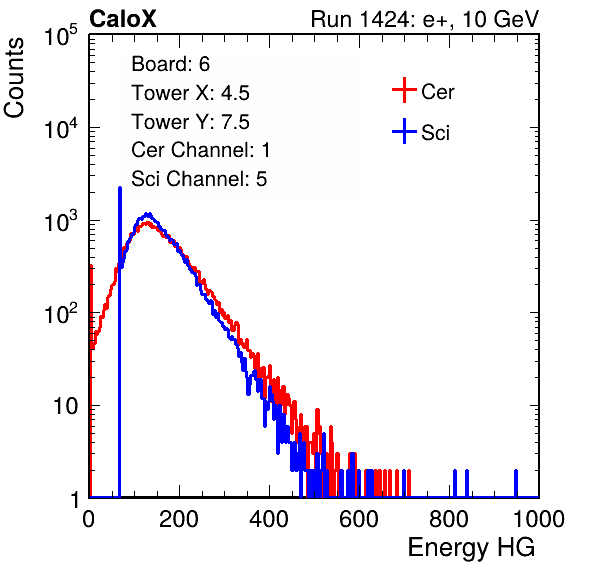 CaloX Run 1424: e+, 10 GeV
Counts
10^5
10^4
10^3
10^2
10
1
Board: 6
Tower X: 4.5
Tower Y: 7.5
Cer Channel: 1
Sci Channel: 5
Cer
Sci
0 200 400 600 800 1000
Energy HG